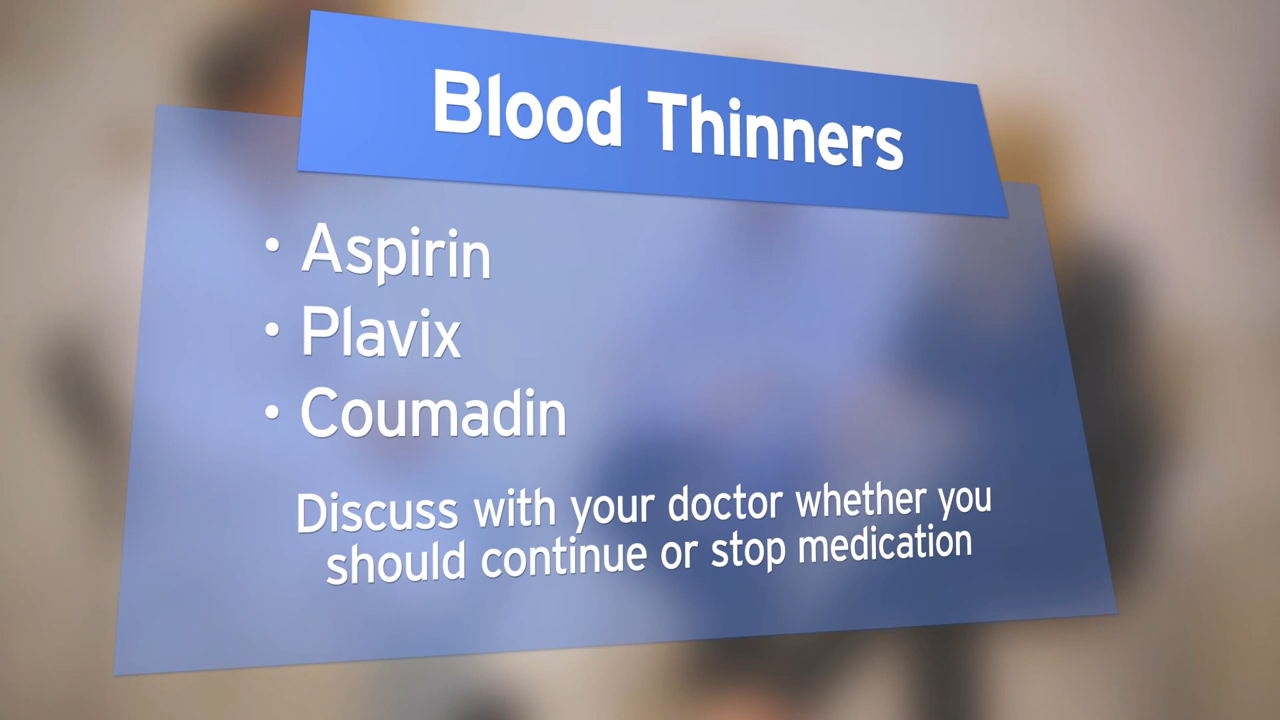 Blood Thinners
• Aspirin
• Plavix
• Coumadin
Discuss with your doctor whether you
should continue or stop medication